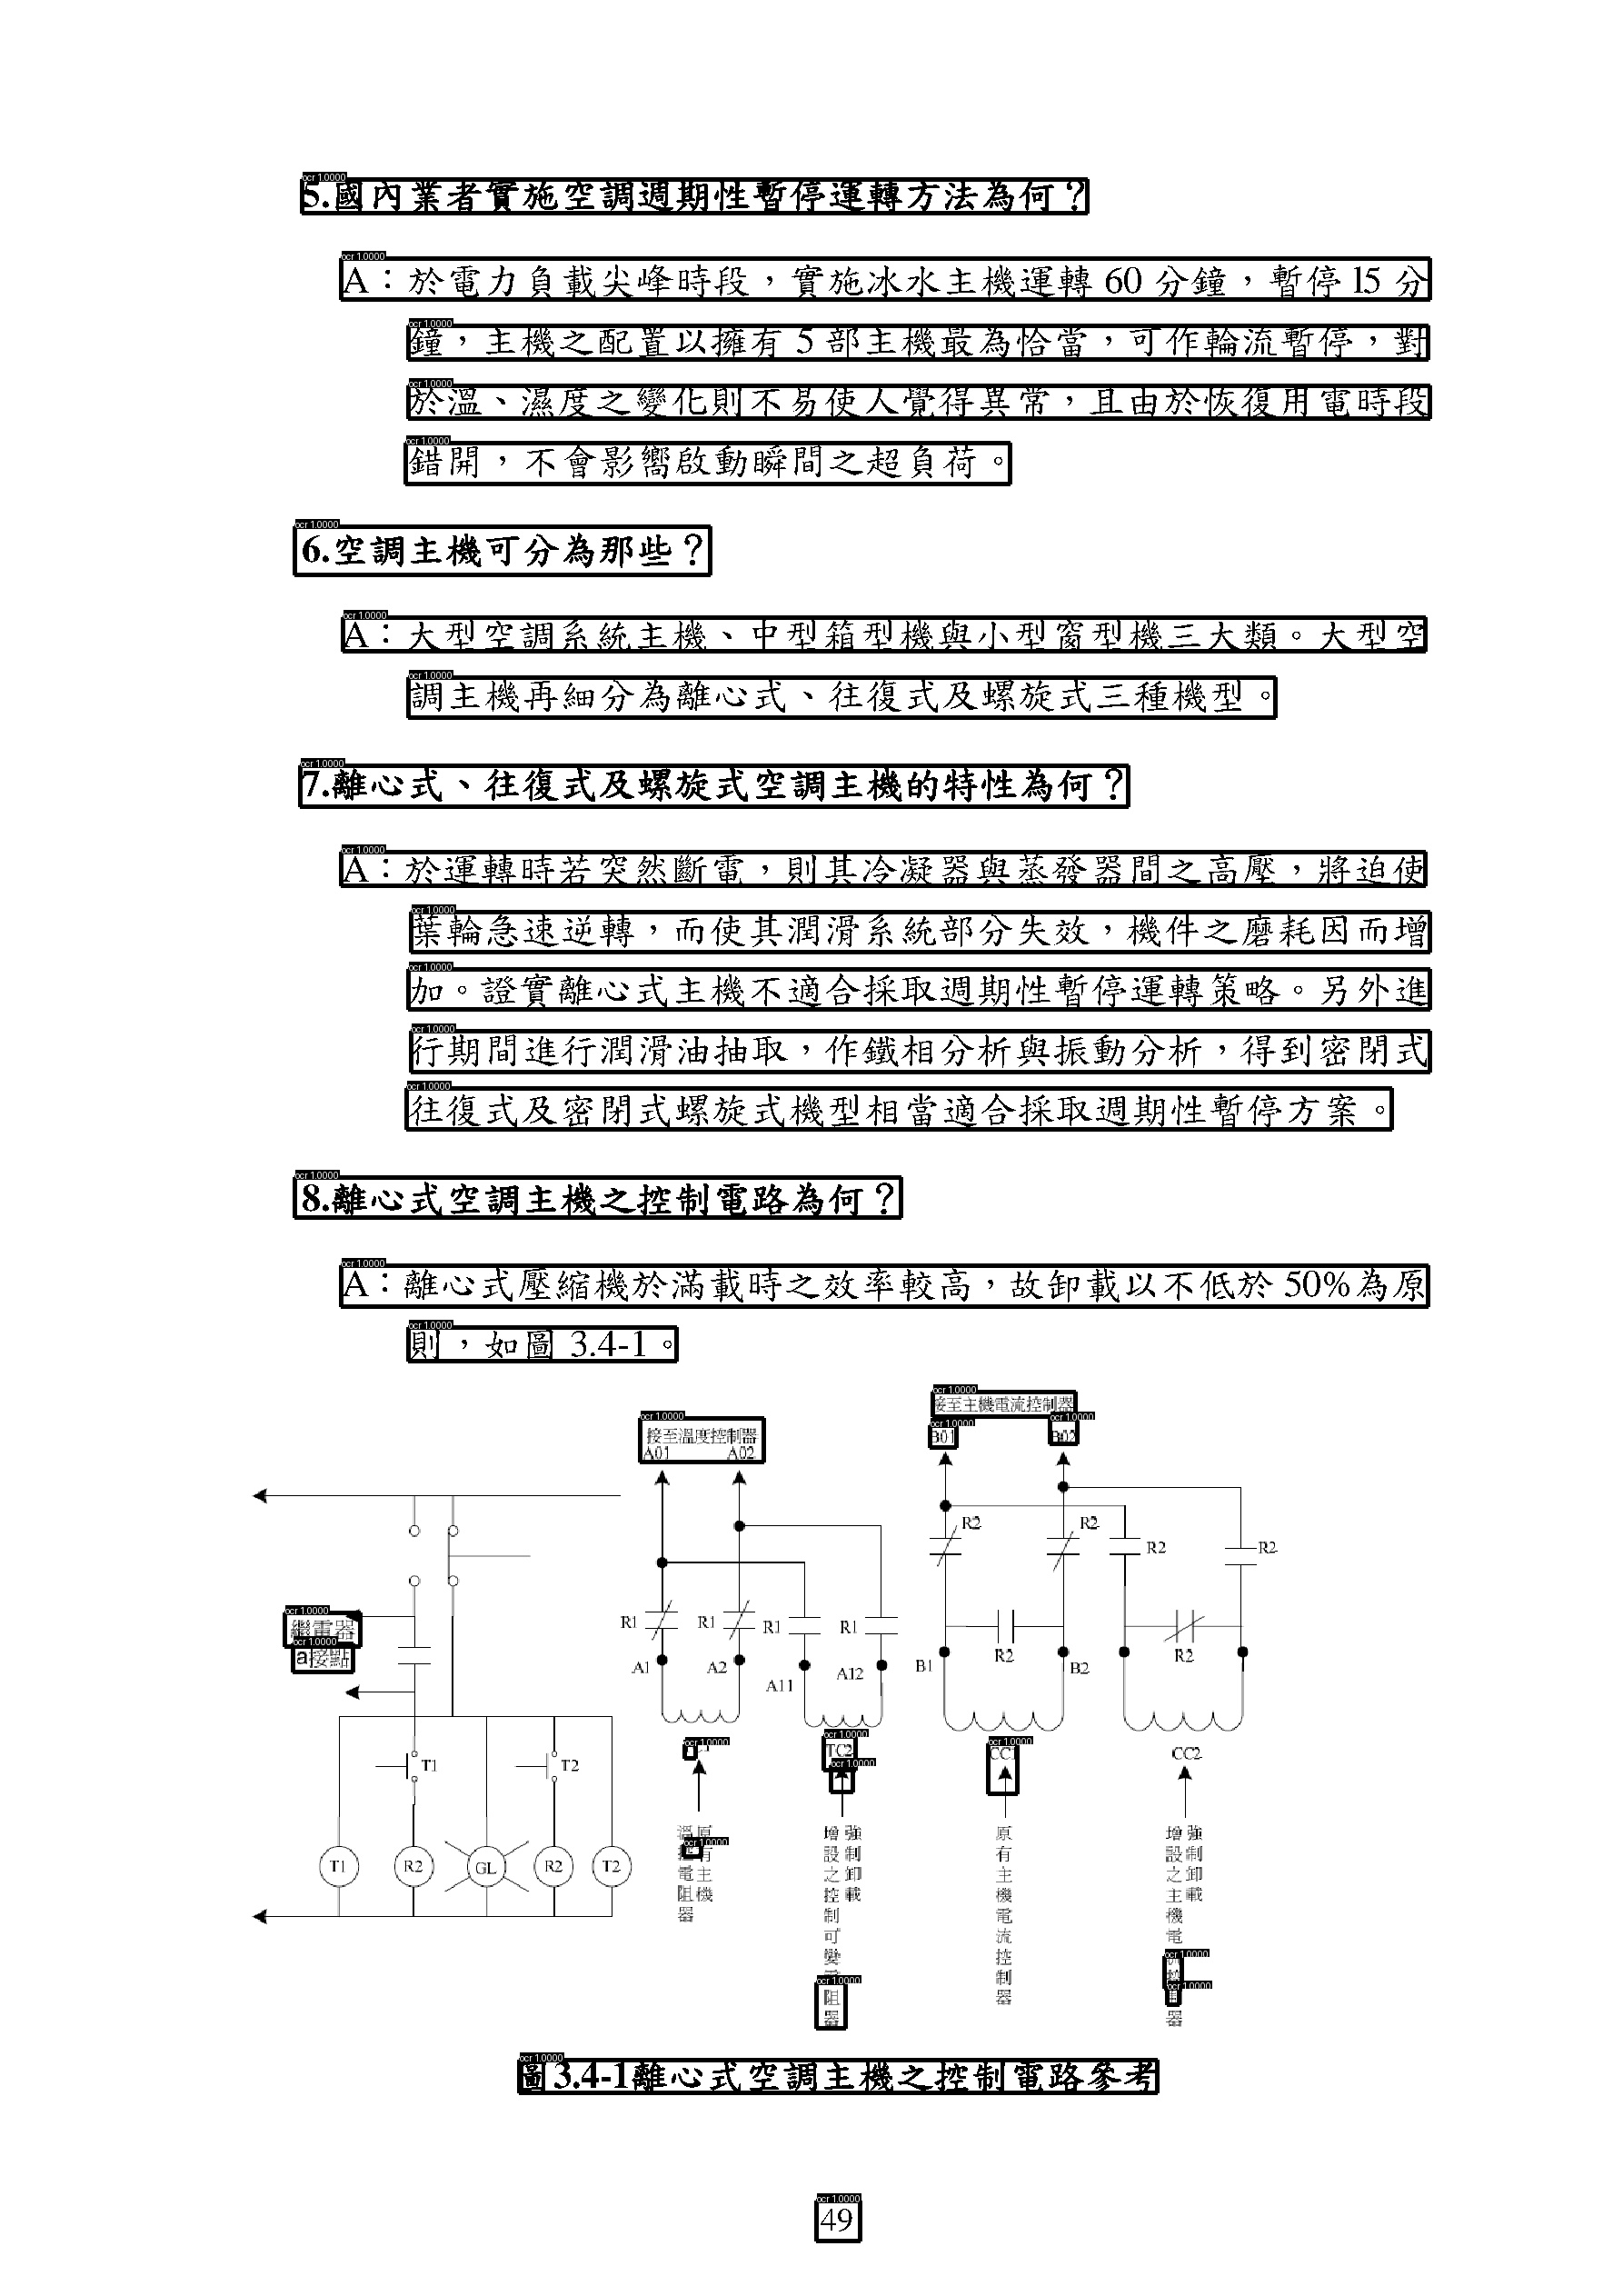 5.國內業者實施空調週期性暫停運轉方法為何？
A：於電力負載尖峰時段，實施冰水主機運轉 60 分鐘，暫停 15 分
鐘，主機之配置以擁有 5 部主機最為恰當，可作輪流暫停，對
於溫、濕度之變化則不易使人覺得異常，且由於恢復用電時段
錯開，不會影嚮啟動瞬間之超負荷。
6.空調主機可分為那些？
A：大型空調系統主機、中型箱型機與小型窗型機三大類。大型空
調主機再細分為離心式、往復式及螺旋式三種機型。
7.離心式、往復式及螺旋式空調主機的特性為何？
A：於運轉時若突然斷電，則其冷凝器與蒸發器間之高壓，將迫使
葉輪急速逆轉，而使其潤滑系統部分失效，機件之磨耗因而增
加。證實離心式主機不適合採取週期性暫停運轉策略。另外進
行期間進行潤滑油抽取，作鐵相分析與振動分析，得到密閉式
往復式及密閉式螺旋式機型相當適合採取週期性暫停方案。
8.離心式空調主機之控制電路為何？
A：離心式壓縮機於滿載時之效率較高，故卸載以不低於 50%為原
則，如圖 3.4-1。
接至主機電流控制器
B01 B02
接至溫度控制器
A01 A02
R2 R2 R2 R2
繼電器
a接點
R1 R1 R1 R1
R2 R2
A1 A2 A11 A12 B1 B2
TC2 CC1 CC2
T1 T2
T1 R2 GL R2 T2
原有主機
電阻器
強制卸載
增設之控制可變
阻器
原有主機電流控制器
強制卸載
增設之主機電
器
圖3.4-1離心式空調主機之控制電路參考
49